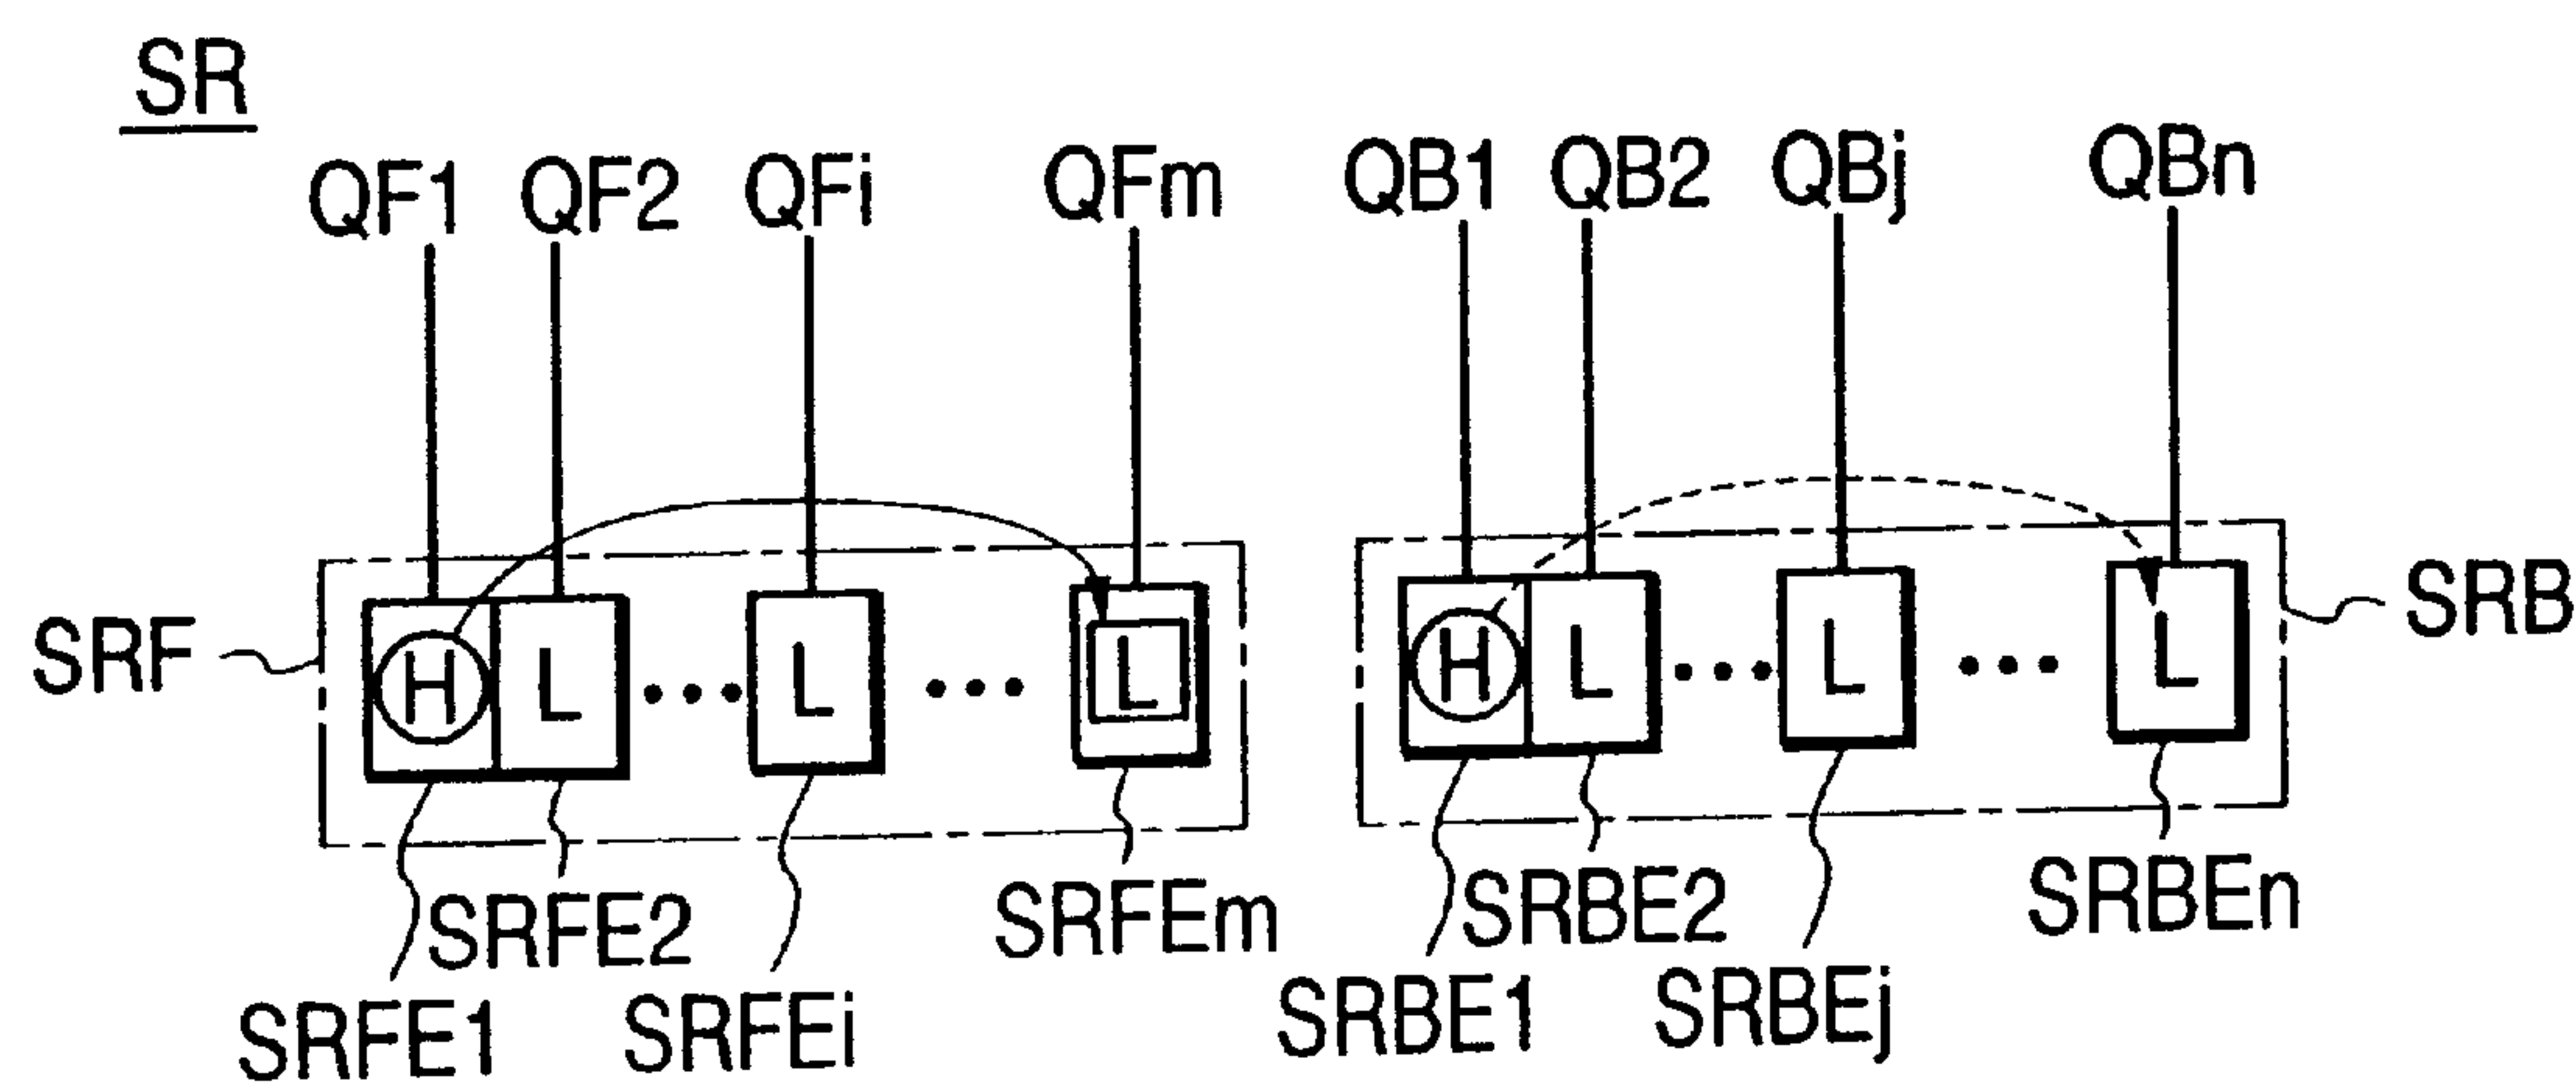 SR
QF1 QF2 QFi QFm QB1 QB2 QBj QBn
SRF H L ... L ... L H L ... L ... L SRB
SRFE2 SRFEm SRBE2 SRBEn
SRFE1 SRFEi SRBE1 SRBEj